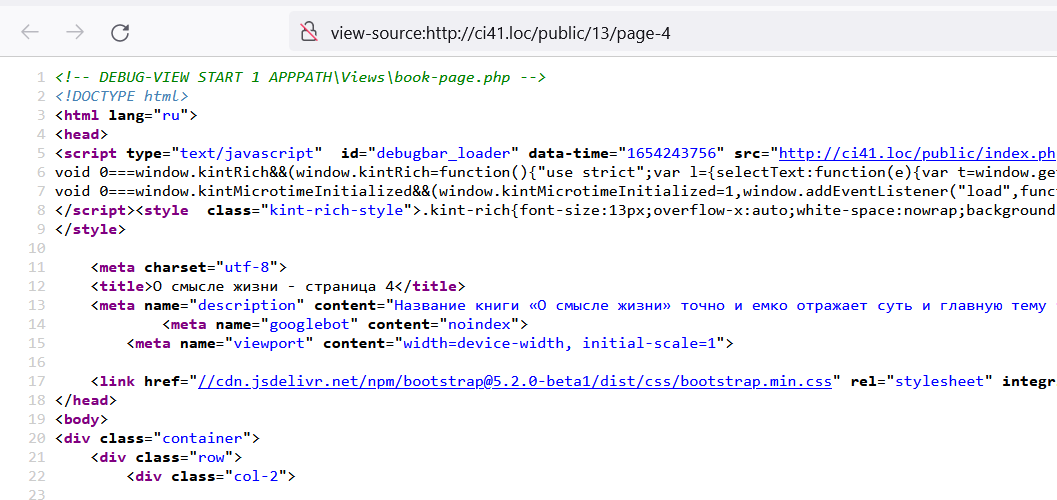 view-source:http://ci41.loc/public/13/page-4
1 <!-- DEBUG-VIEW START 1 APPPATH\Views\book-page.php -->
2 <!DOCTYPE html>
3 <html lang="ru">
4 <head>
5 <script type="text/javascript"  id="debugbar_loader" data-time="1654243756" src="http://ci41.loc/public/index.ph
6 void 0===window.kintRich&&(window.kintRich=function(){"use strict";var l={selectText:function(e){var t=window.ge
7 void 0===window.kintMicrotimeInitialized&&(window.kintMicrotimeInitialized=1,window.addEventListener("load",func
8 </script><style  class="kint-rich-style">.kint-rich{font-size:13px;overflow-x:auto;white-space:nowrap;background
9 </style>
10
11     <meta charset="utf-8">
12     <title>О смысле жизни - страница 4</title>
13     <meta name="description" content="Название книги «О смысле жизни» точно и емко отражает суть и главную тему
14             <meta name="googlebot" content="noindex">
15         <meta name="viewport" content="width=device-width, initial-scale=1">
16
17     <link href="//cdn.jsdelivr.net/npm/bootstrap@5.2.0-beta1/dist/css/bootstrap.min.css" rel="stylesheet" integr
18 </head>
19 <body>
20 <div class="container">
21     <div class="row">
22         <div class="col-2">
23